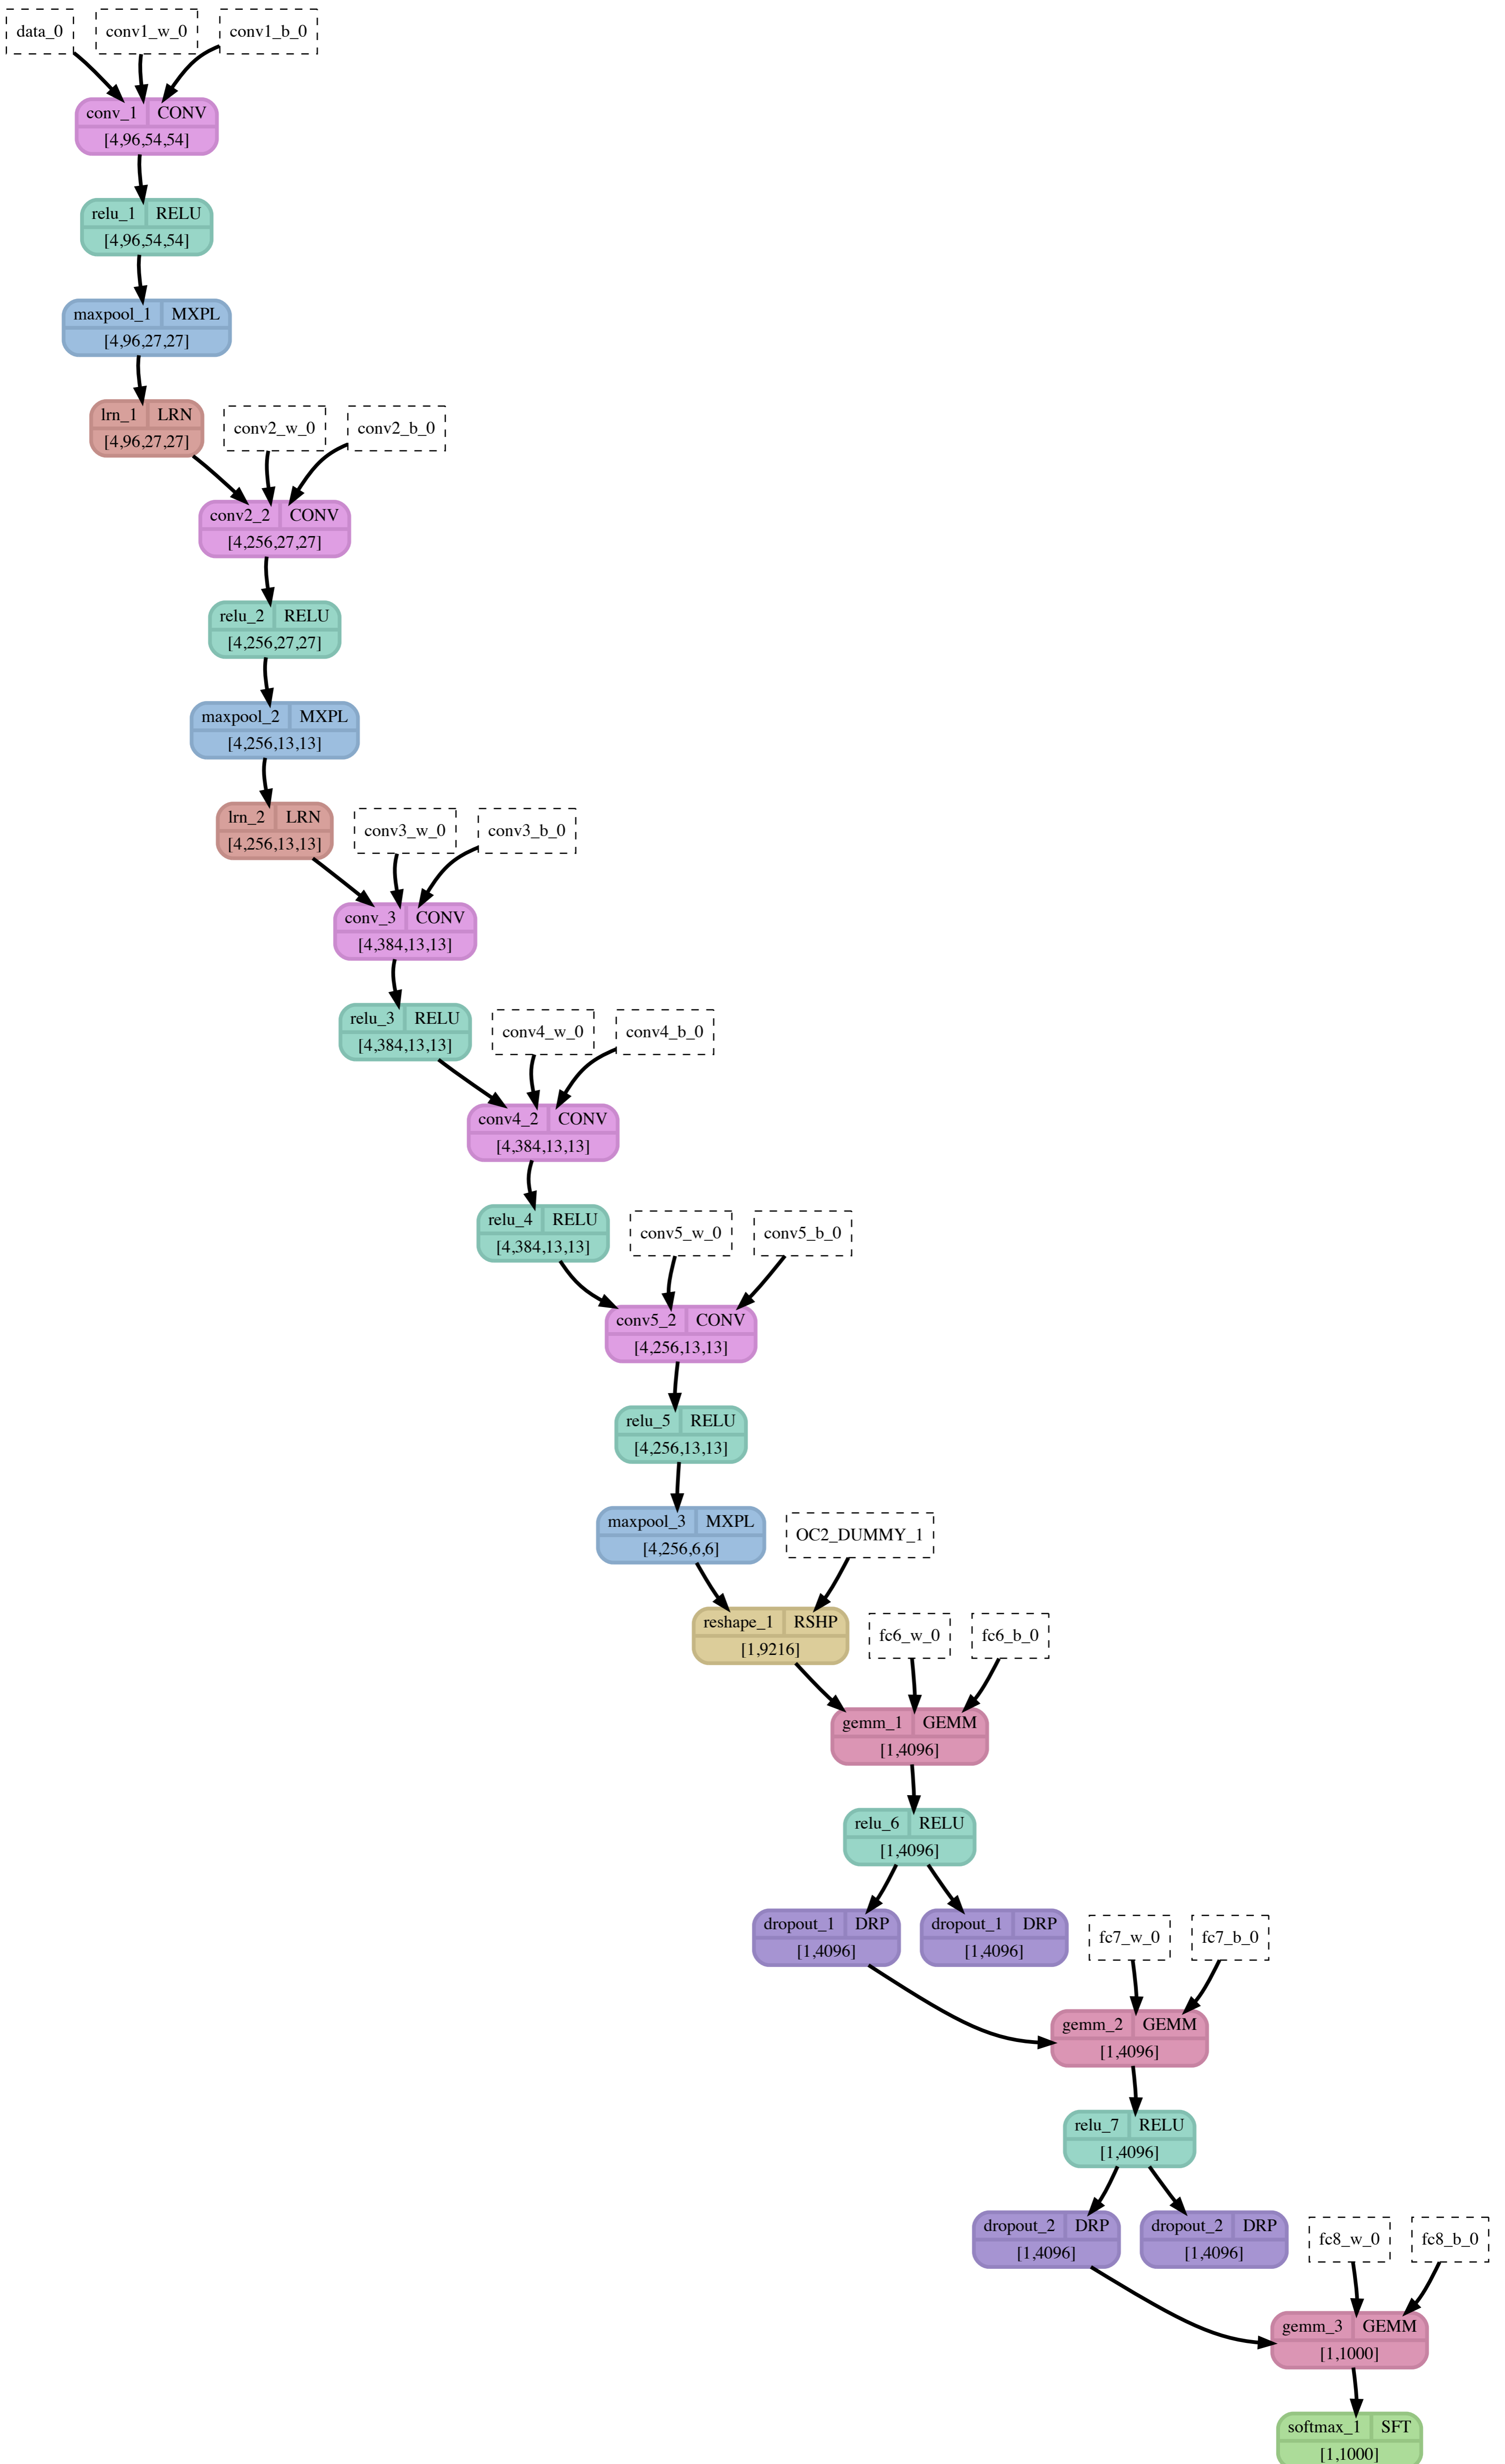 data_0 conv1_w_0 conv1_b_0
conv_1 CONV
[4,96,54,54]
relu_1 RELU
[4,96,54,54]
maxpool_1 MXPL
[4,96,27,27]
lrn_1 LRN
[4,96,27,27]
conv2_w_0 conv2_b_0
conv2_2 CONV
[4,256,27,27]
relu_2 RELU
[4,256,27,27]
maxpool_2 MXPL
[4,256,13,13]
lrn_2 LRN
[4,256,13,13]
conv3_w_0 conv3_b_0
conv_3 CONV
[4,384,13,13]
relu_3 RELU
[4,384,13,13]
conv4_w_0 conv4_b_0
conv4_2 CONV
[4,384,13,13]
relu_4 RELU
[4,384,13,13]
conv5_w_0 conv5_b_0
conv5_2 CONV
[4,256,13,13]
relu_5 RELU
[4,256,13,13]
maxpool_3 MXPL
[4,256,6,6]
OC2_DUMMY_1
reshape_1 RSHP
[1,9216]
fc6_w_0 fc6_b_0
gemm_1 GEMM
[1,4096]
relu_6 RELU
[1,4096]
dropout_1 DRP
[1,4096]
dropout_1 DRP
[1,4096]
fc7_w_0 fc7_b_0
gemm_2 GEMM
[1,4096]
relu_7 RELU
[1,4096]
dropout_2 DRP
[1,4096]
dropout_2 DRP
[1,4096]
fc8_w_0 fc8_b_0
gemm_3 GEMM
[1,1000]
softmax_1 SFT
[1,1000]